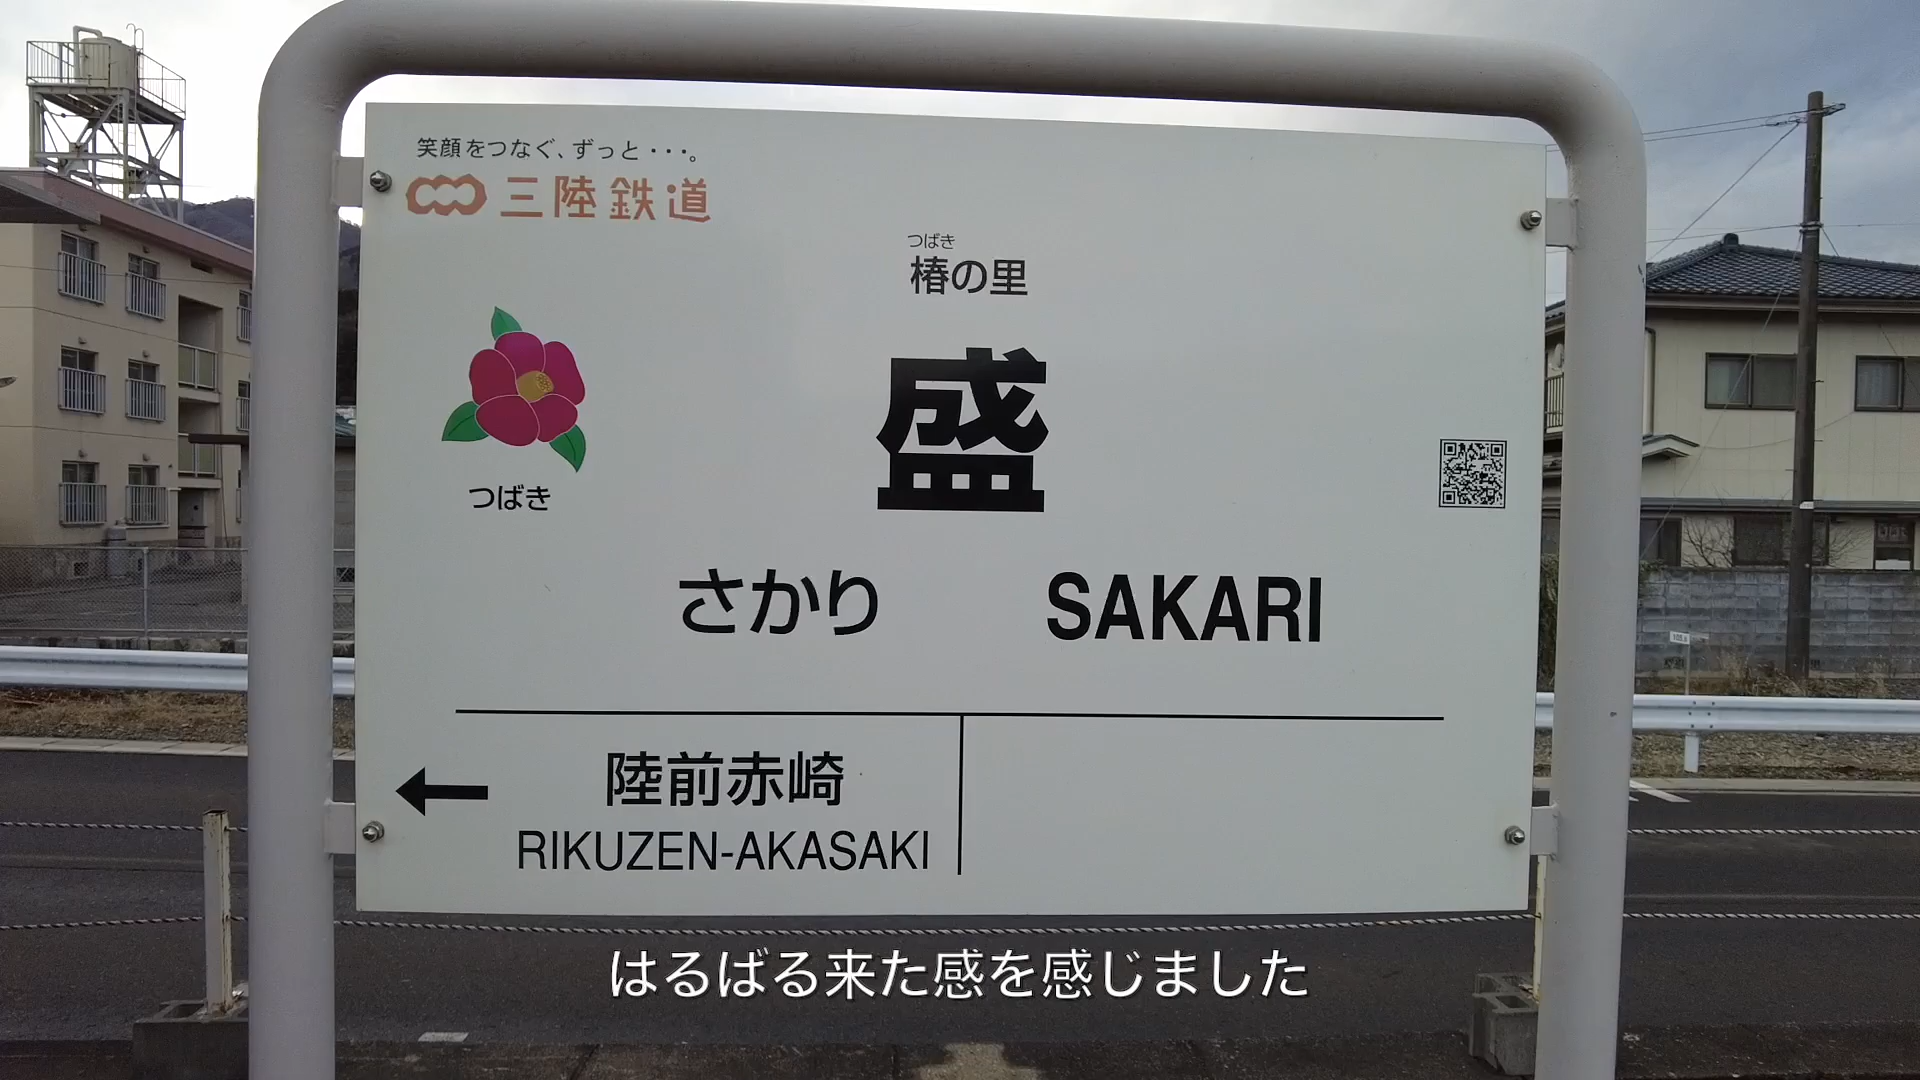 笑顔をつなぐ、ずっと・・・。
三陸鉄道
つばき
椿の里
盛
つばき
さかり SAKARI
陸前赤崎
RIKUZEN-AKASAKI
はるばる来た感を感じました